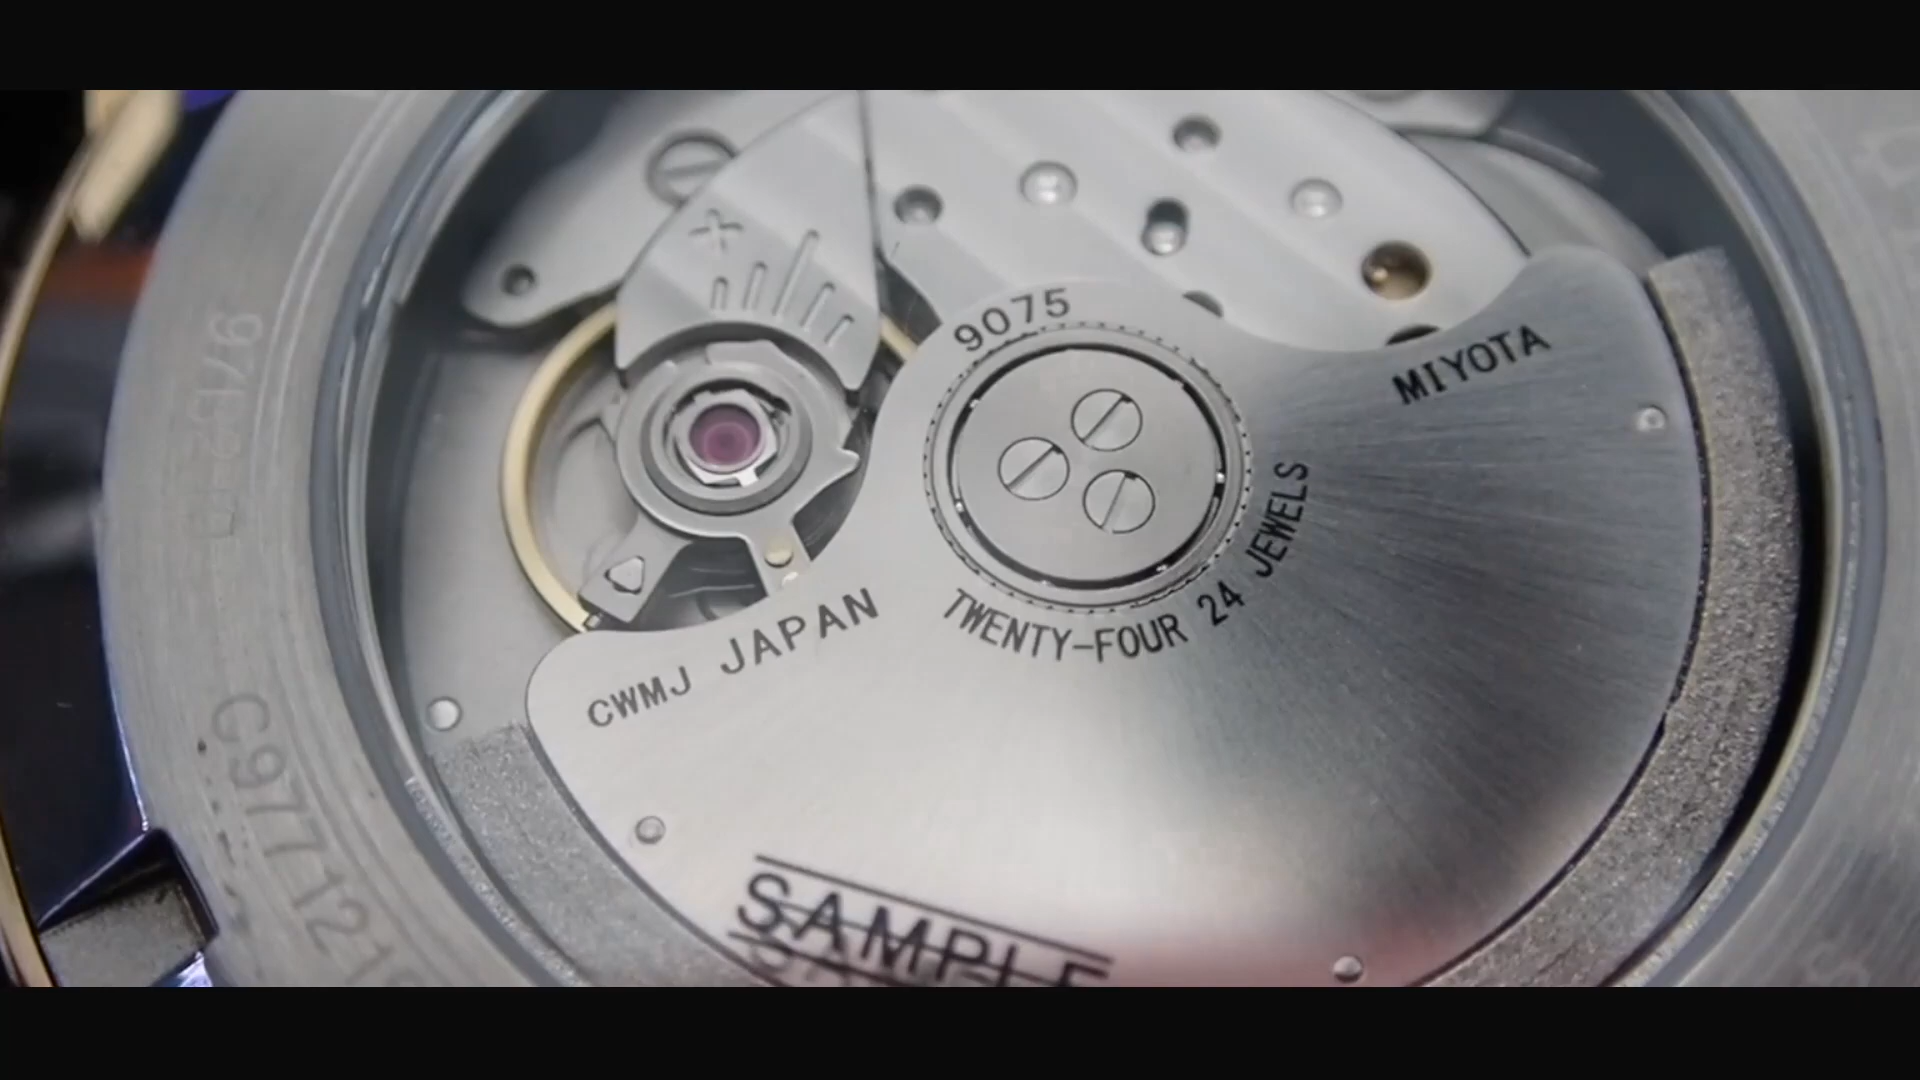 9075
MIYOTA
TWENTY-FOUR 24 JEWELS
CWMJ JAPAN
SAMPLE